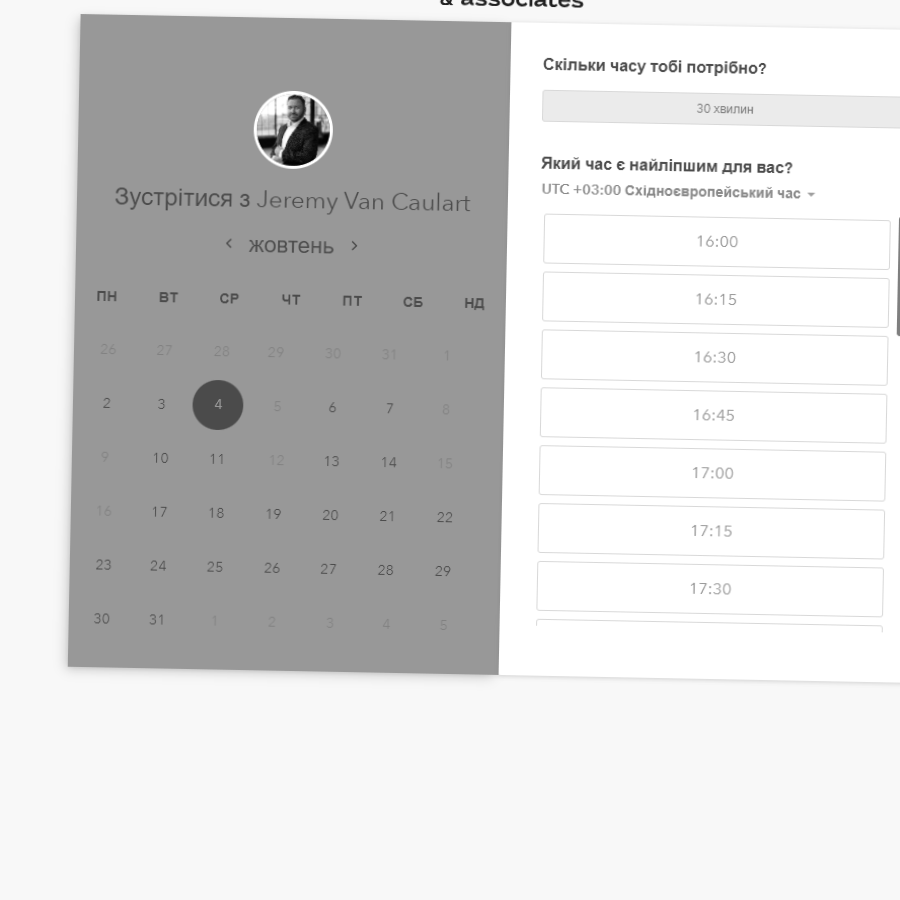 & associates
Зустрітися з Jeremy Van Caulart
жовтень
ПН ВТ СР ЧТ ПТ СБ НД
26 27 28 29 30 31 1
2 3 4 5 6 7 8
9 10 11 12 13 14 15
16 17 18 19 20 21 22
23 24 25 26 27 28 29
30 31 1 2 3 4 5
Скільки часу тобі потрібно?
30 хвилин
Який час є найліпшим для вас?
UTC +03:00 Східноєвропейський час
16:00
16:15
16:30
16:45
17:00
17:15
17:30